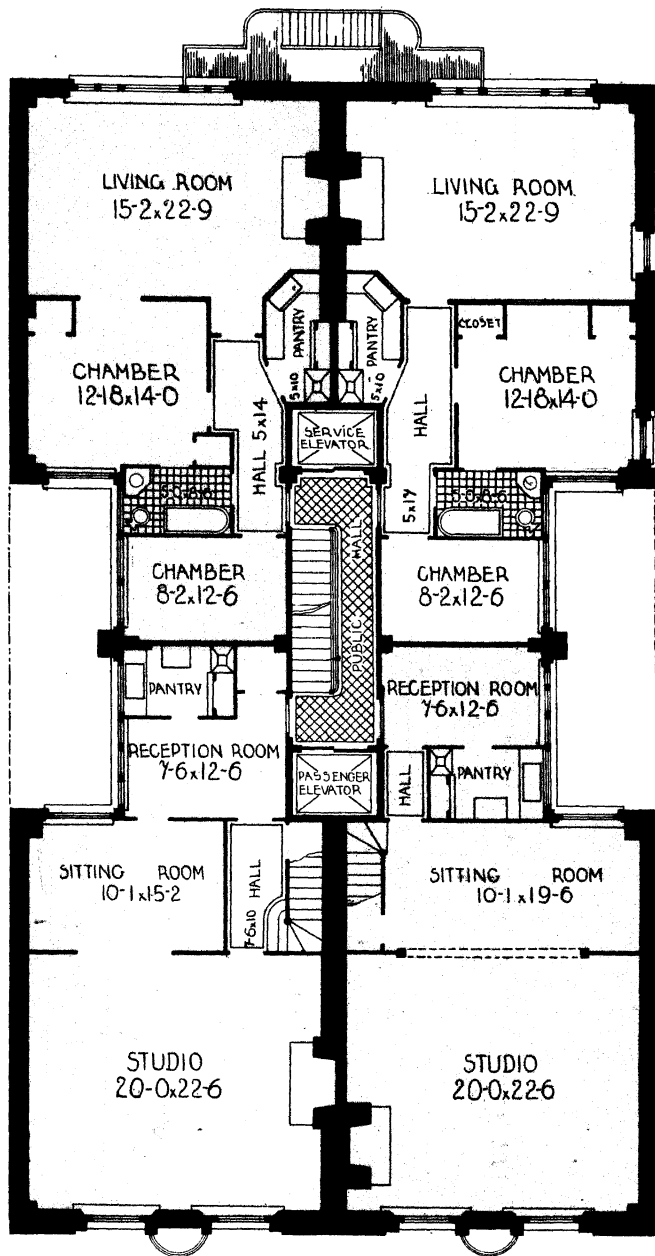 LIVING ROOM
15-2x22-9
LIVING ROOM
15-2x22-9
PANTRY
5x10
PANTRY
5x10
CLOSET
CHAMBER
12-18x14-0
CHAMBER
12-18x14-0
HALL 5x14
HALL
5x17
SERVICE
ELEVATOR
5-5x8-6
5-5x8-6
CHAMBER
8-2x12-6
PUBLIC HALL
CHAMBER
8-2x12-6
PANTRY
RECEPTION ROOM
7-6x12-6
RECEPTION ROOM
7-6x12-6
PASSENGER
ELEVATOR
HALL
PANTRY
SITTING ROOM
10-1x15-2
7-6x10 HALL
SITTING ROOM
10-1x19-6
STUDIO
20-0x22-6
STUDIO
20-0x22-6